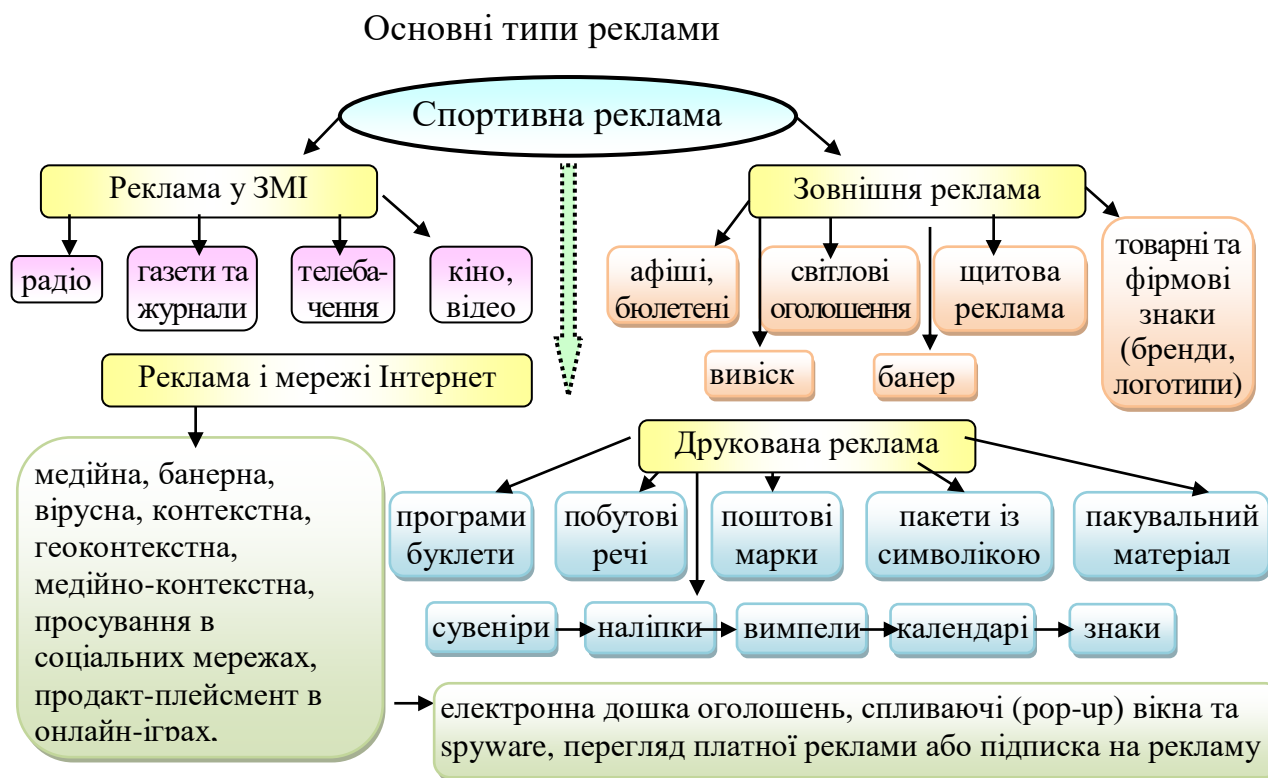 Основні типи реклами
Спортивна реклама
Реклама у ЗМІ
радіо
газети та
журнали
телеба-
чення
кіно,
відео
Зовнішня реклама
афіші,
бюлетені
світлові
оголошення
щитова
реклама
товарні та
фірмові
знаки
(бренди,
логотипи)
вивіск
банер
Реклама і мережі Інтернет
медійна, банерна,
вірусна, контекстна,
геоконтекстна,
медійно-контекстна,
просування в
соціальних мережах,
продакт-плейсмент в
онлайн-іграх,
Друкована реклама
програми
буклети
побутові
речі
поштові
марки
пакети із
символікою
пакувальний
матеріал
сувеніри
наліпки
вимпели
календарі
знаки
електронна дошка оголошень, спливаючі (pop-up) вікна та
spyware, перегляд платної реклами або підписка на рекламу